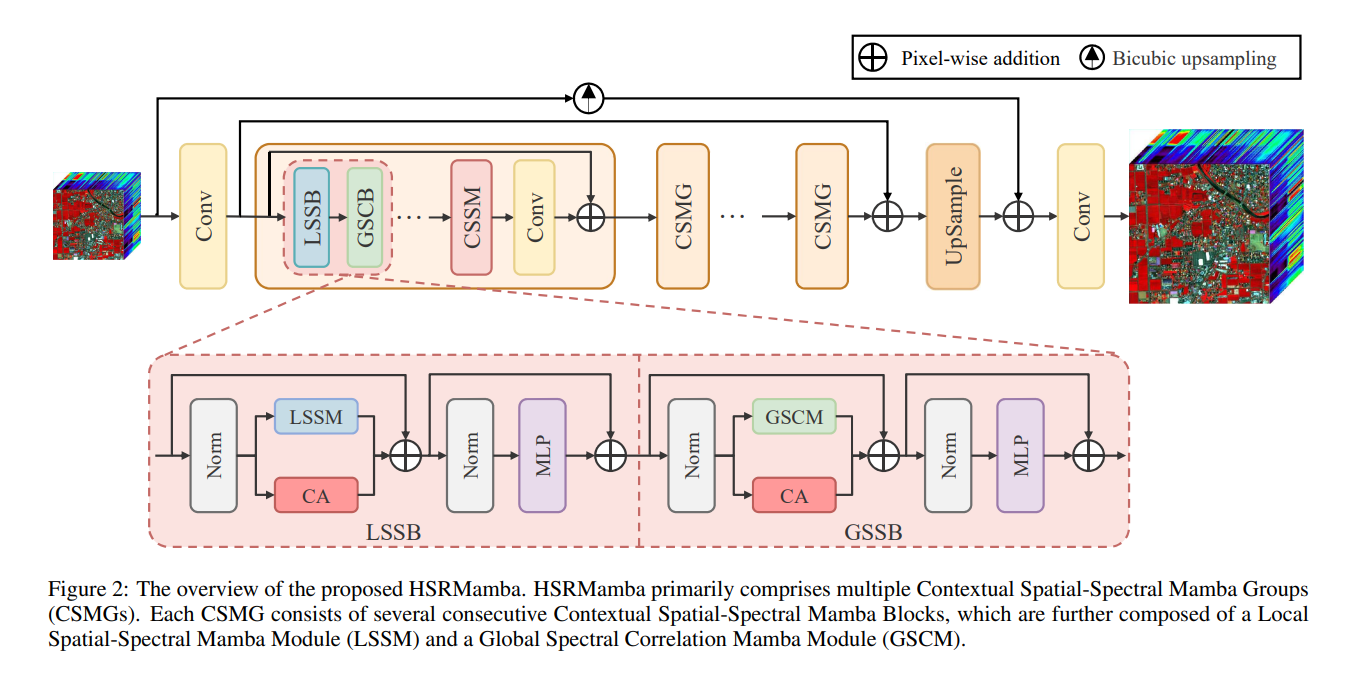 Pixel-wise addition Bicubic upsampling
Conv
LSSB
GSCB
...
CSSM
Conv
CSMG
...
CSMG
UpSample
Conv
Norm
LSSM
CA
Norm
MLP
LSSB
Norm
GSCM
CA
Norm
MLP
GSSB
Figure 2: The overview of the proposed HSRMamba. HSRMamba primarily comprises multiple Contextual Spatial-Spectral Mamba Groups
(CSMGs). Each CSMG consists of several consecutive Contextual Spatial-Spectral Mamba Blocks, which are further composed of a Local
Spatial-Spectral Mamba Module (LSSM) and a Global Spectral Correlation Mamba Module (GSCM).